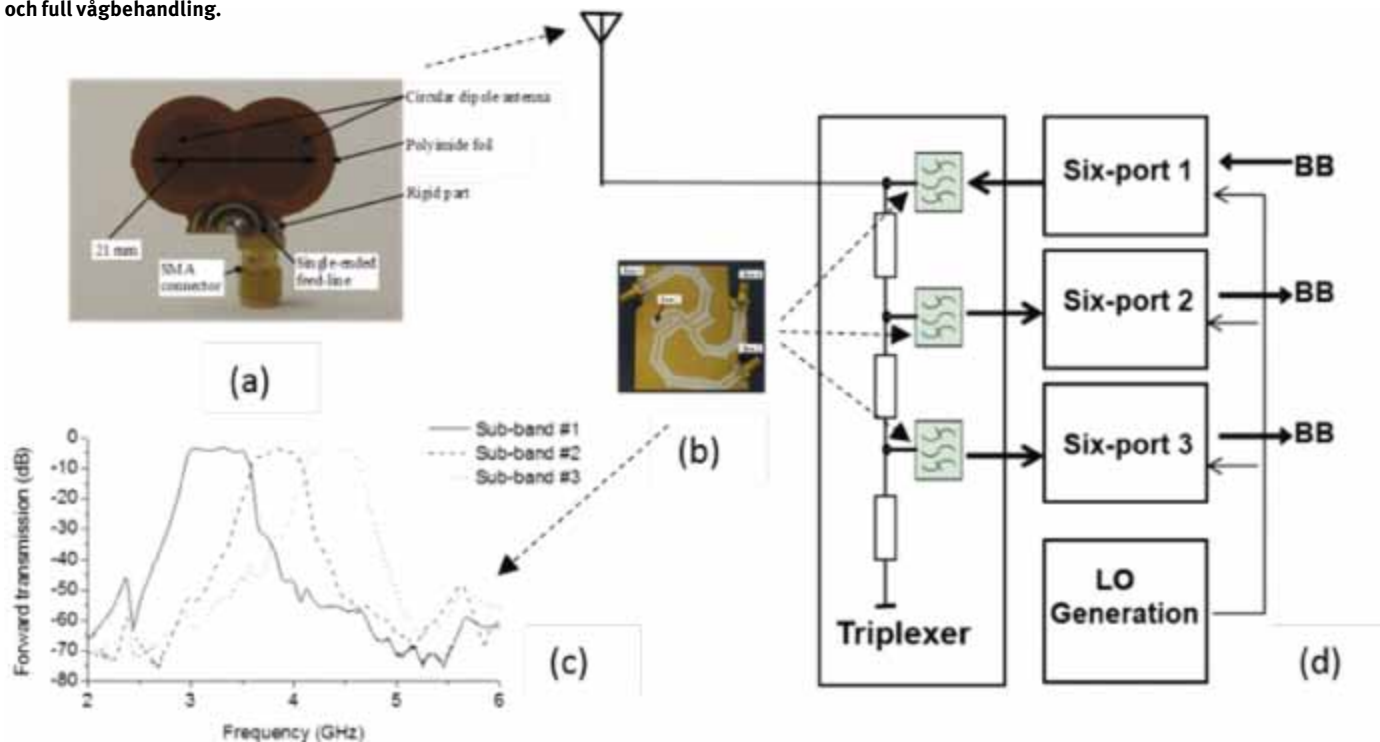 och full vågbehandling.
Circular dipole antenna
Polyimide foil
Rigid part
21 mm
SMA
connector
Single-ended
feed-line
(a)
(b)
Sub-band #1
Sub-band #2
Sub-band #3
Forward transmission (dB)
0
-10
-20
-30
-40
-50
-60
-70
-80
2
3
4
5
6
Frequency (GHz)
(c)
Triplexer
Six-port 1
BB
Six-port 2
BB
Six-port 3
BB
LO
Generation
(d)